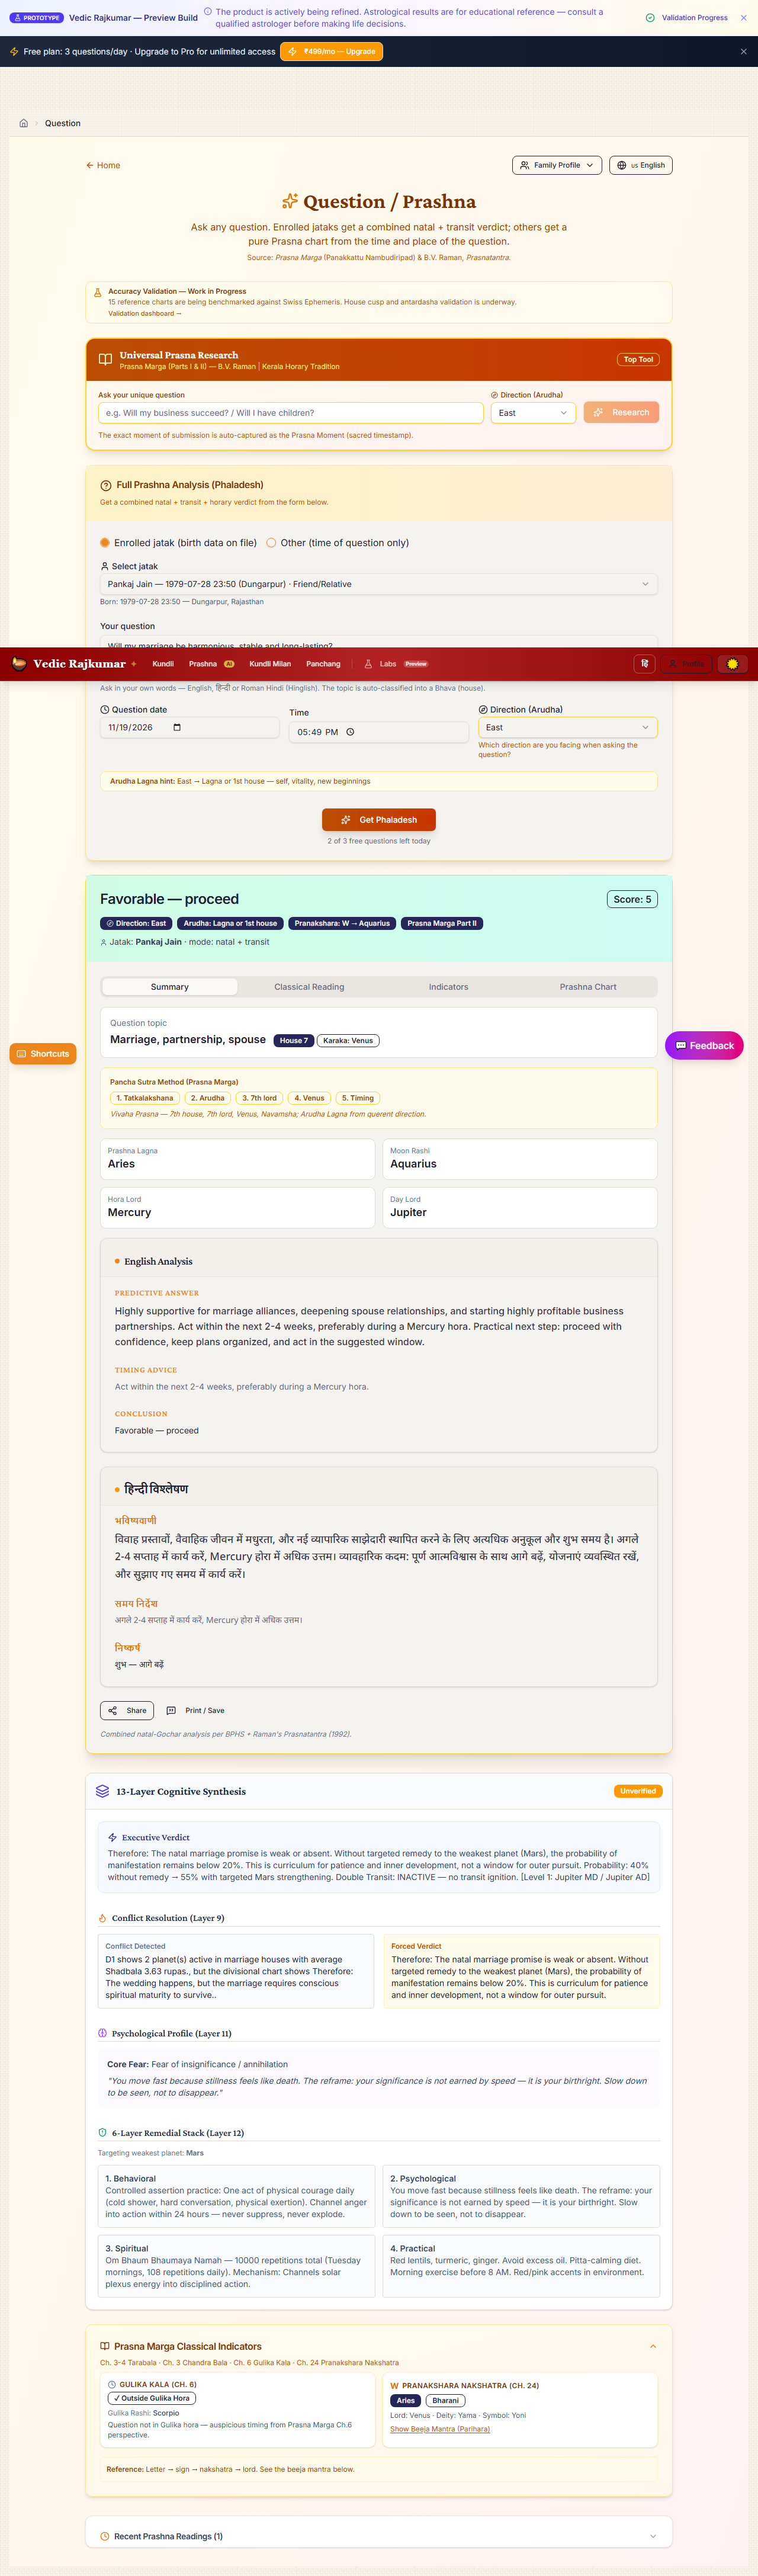 PROTOTYPE Vedic Rajkumar — Preview Build
The product is actively being refined. Astrological results are for educational reference — consult a
qualified astrologer before making life decisions.
Validation Progress
Free plan: 3 questions/day · Upgrade to Pro for unlimited access ₹499/mo — Upgrade
Question
Home
Family Profile
US English
Question / Prashna
Ask any question. Enrolled jataks get a combined natal + transit verdict; others get a
pure Prasna chart from the time and place of the question.
Source: Prasna Marga (Panakkattu Nambudiripad) & B.V. Raman, Prasnatantra.
Accuracy Validation — Work in Progress
15 reference charts are being benchmarked against Swiss Ephemeris. House cusp and antardasha validation is underway.
Validation dashboard →
Universal Prasna Research
Prasna Marga (Parts I & II) — B.V. Raman | Kerala Horary Tradition
Top Tool
Ask your unique question
Direction (Arudha)
e.g. Will my business succeed? / Will I have children?
East
Research
The exact moment of submission is auto-captured as the Prasna Moment (sacred timestamp).
Full Prashna Analysis (Phaladesh)
Get a combined natal + transit + horary verdict from the form below.
Enrolled jatak (birth data on file)
Other (time of question only)
Select jatak
Pankaj Jain — 1979-07-28 23:50 (Dungarpur) · Friend/Relative
Born: 1979-07-28 23:50 — Dungarpur, Rajasthan
Your question
Will my marriage be harmonious, stable and long-lasting?
Vedic Rajkumar
Kundli
Prashna AI
Kundli Milan
Panchang
Labs Preview
हिं
Profile
Ask in your own words — English, हिन्दी or Roman Hindi (Hinglish). The topic is auto-classified into a Bhava (house).
Question date
Time
Direction (Arudha)
11/19/2026
05:49 PM
East
Which direction are you facing when asking the
question?
Arudha Lagna hint: East → Lagna or 1st house — self, vitality, new beginnings
Get Phaladesh
2 of 3 free questions left today
Favorable — proceed
Score: 5
Direction: East
Arudha: Lagna or 1st house
Pranakshara: W → Aquarius
Prasna Marga Part II
Jatak: Pankaj Jain · mode: natal + transit
Summary
Classical Reading
Indicators
Prashna Chart
Question topic
Marriage, partnership, spouse House 7 Karaka: Venus
Pancha Sutra Method (Prasna Marga)
1. Tatkalakshana
2. Arudha
3. 7th lord
4. Venus
5. Timing
Vivaha Prasna — 7th house, 7th lord, Venus, Navamsha; Arudha Lagna from querent direction.
Prashna Lagna
Aries
Moon Rashi
Aquarius
Hora Lord
Mercury
Day Lord
Jupiter
Shortcuts
Feedback
English Analysis
PREDICTIVE ANSWER
Highly supportive for marriage alliances, deepening spouse relationships, and starting highly profitable business
partnerships. Act within the next 2-4 weeks, preferably during a Mercury hora. Practical next step: proceed with
confidence, keep plans organized, and act in the suggested window.
TIMING ADVICE
Act within the next 2-4 weeks, preferably during a Mercury hora.
CONCLUSION
Favorable — proceed
हिन्दी विश्लेषण
भविष्यवाणी
विवाह प्रस्तावों, वैवाहिक जीवन में मधुरता, और नई व्यापारिक साझेदारी स्थापित करने के लिए अत्यधिक अनुकूल और शुभ समय है। अगले
2-4 सप्ताह में कार्य करें, Mercury होरा में अधिक उत्तम। व्यावहारिक कदम: पूर्ण आत्मविश्वास के साथ आगे बढ़ें, योजनाएं व्यवस्थित रखें,
और सुझाए गए समय में कार्य करें।
समय निर्देश
अगले 2-4 सप्ताह में कार्य करें, Mercury होरा में अधिक उत्तम।
निष्कर्ष
शुभ — आगे बढ़ें
Share
Print / Save
Combined natal-Gochar analysis per BPHS + Raman's Prasnatantra (1992).
13-Layer Cognitive Synthesis
Unverified
Executive Verdict
Therefore: The natal marriage promise is weak or absent. Without targeted remedy to the weakest planet (Mars), the probability of
manifestation remains below 20%. This is curriculum for patience and inner development, not a window for outer pursuit. Probability: 40%
without remedy → 55% with targeted Mars strengthening. Double Transit: INACTIVE — no transit ignition. [Level 1: Jupiter MD / Jupiter AD]
Conflict Resolution (Layer 9)
Conflict Detected
D1 shows 2 planet(s) active in marriage houses with average
Shadbala 3.63 rupas., but the divisional chart shows Therefore:
The wedding happens, but the marriage requires conscious
spiritual maturity to survive..
Forced Verdict
Therefore: The natal marriage promise is weak or absent. Without
targeted remedy to the weakest planet (Mars), the probability of
manifestation remains below 20%. This is curriculum for patience
and inner development, not a window for outer pursuit.
Psychological Profile (Layer 11)
Core Fear: Fear of insignificance / annihilation
"You move fast because stillness feels like death. The reframe: your significance is not earned by speed — it is your birthright. Slow down
to be seen, not to disappear."
6-Layer Remedial Stack (Layer 12)
Targeting weakest planet: Mars
1. Behavioral
Controlled assertion practice: One act of physical courage daily
(cold shower, hard conversation, physical exertion). Channel anger
into action within 24 hours — never suppress, never explode.
2. Psychological
You move fast because stillness feels like death. The reframe: your
significance is not earned by speed — it is your birthright. Slow
down to be seen, not to disappear.
3. Spiritual
Om Bhaum Bhaumaya Namah — 10000 repetitions total (Tuesday
mornings, 108 repetitions daily). Mechanism: Channels solar
plexus energy into disciplined action.
4. Practical
Red lentils, turmeric, ginger. Avoid excess oil. Pitta-calming diet.
Morning exercise before 8 AM. Red/pink accents in environment.
Prasna Marga Classical Indicators
Ch. 3-4 Tarabala · Ch. 3 Chandra Bala · Ch. 6 Gulika Kala · Ch. 24 Pranakshara Nakshatra
GULIKA KALA (CH. 6)
✓ Outside Gulika Hora
Gulika Rashi: Scorpio
Question not in Gulika hora — auspicious timing from Prasna Marga Ch.6
perspective.
W PRANAKSHARA NAKSHATRA (CH. 24)
Aries
Bharani
Lord: Venus · Deity: Yama · Symbol: Yoni
Show Beeja Mantra (Parihara)
Reference: Letter → sign → nakshatra → lord. See the beeja mantra below.
Recent Prashna Readings (1)